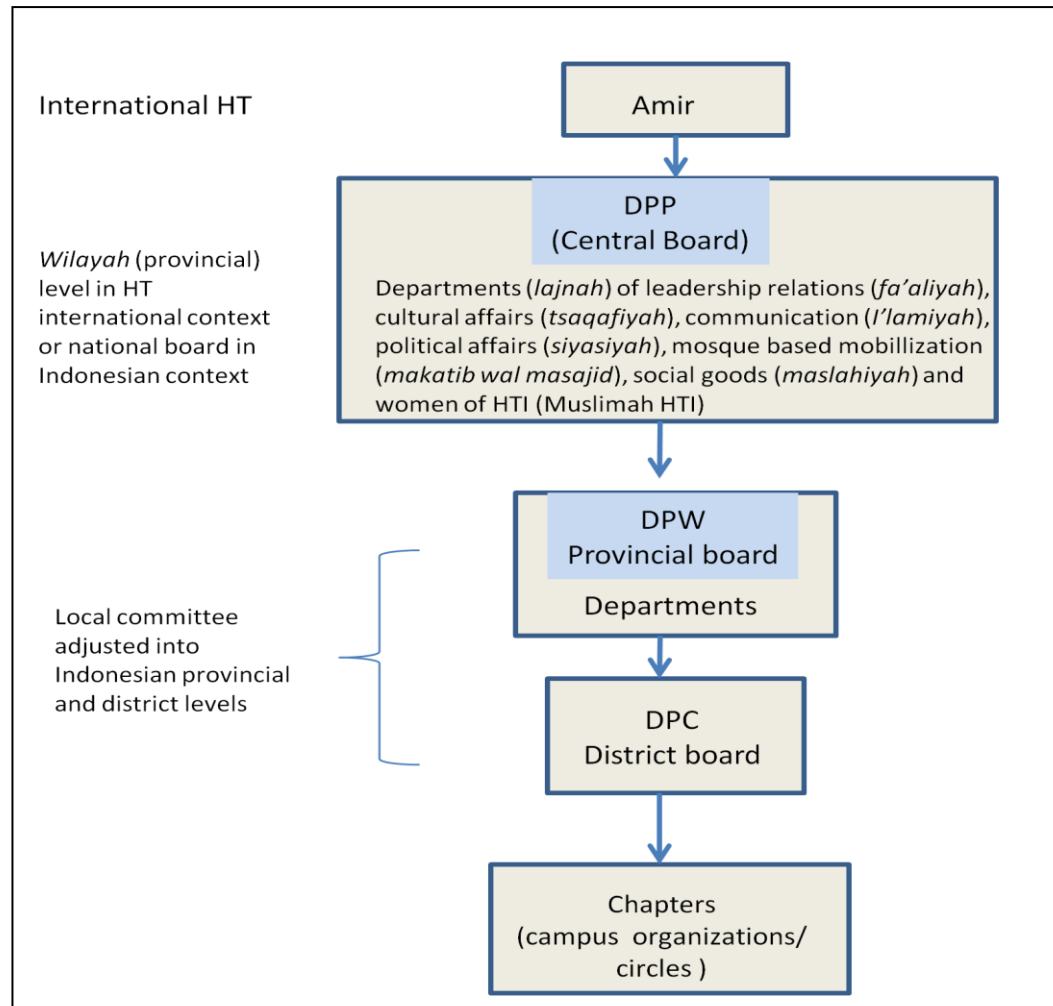 International HT
Amir
DPP
(Central Board)
Wilayah (provincial)
level in HT
international context
or national board in
Indonesian context
Departments (lajnah) of leadership relations (fa’aliyah),
cultural affairs (tsaqafiyah), communication (I’lamiyah),
political affairs (siyasiyah), mosque based mobillization
(makatib wal masajid), social goods (maslahiyah) and
women of HTI (Muslimah HTI)
DPW
Provincial board
Departments
Local committee
adjusted into
Indonesian provincial
and district levels
DPC
District board
Chapters
(campus organizations/
circles )